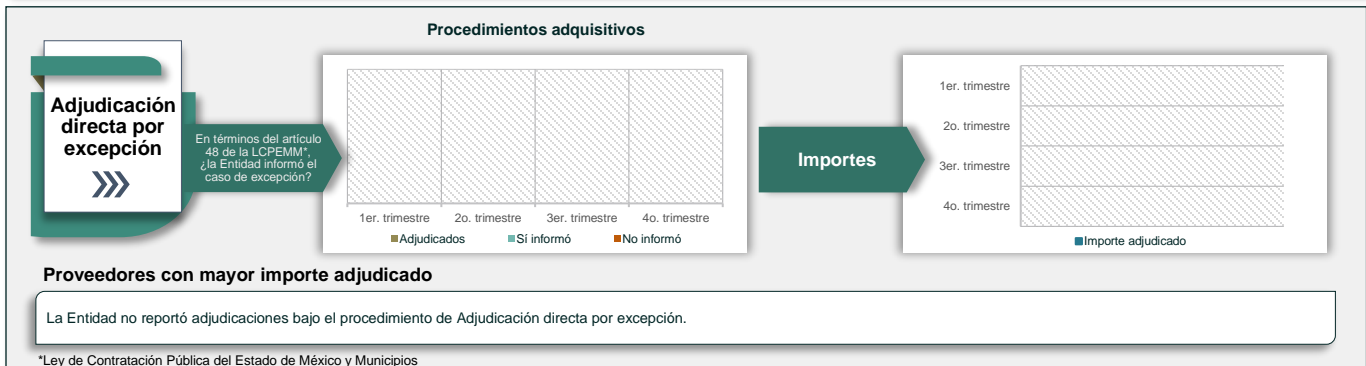 Procedimientos adquisitivos
Adjudicación
directa por
excepción
En términos del artículo
48 de la LCPEMM*,
¿la Entidad informó el
caso de excepción?
1er. trimestre 2o. trimestre 3er. trimestre 4o. trimestre
Adjudicados Sí informó No informó
Importes
1er. trimestre
2o. trimestre
3er. trimestre
4o. trimestre
Importe adjudicado
Proveedores con mayor importe adjudicado
La Entidad no reportó adjudicaciones bajo el procedimiento de Adjudicación directa por excepción.
*Ley de Contratación Pública del Estado de México y Municipios